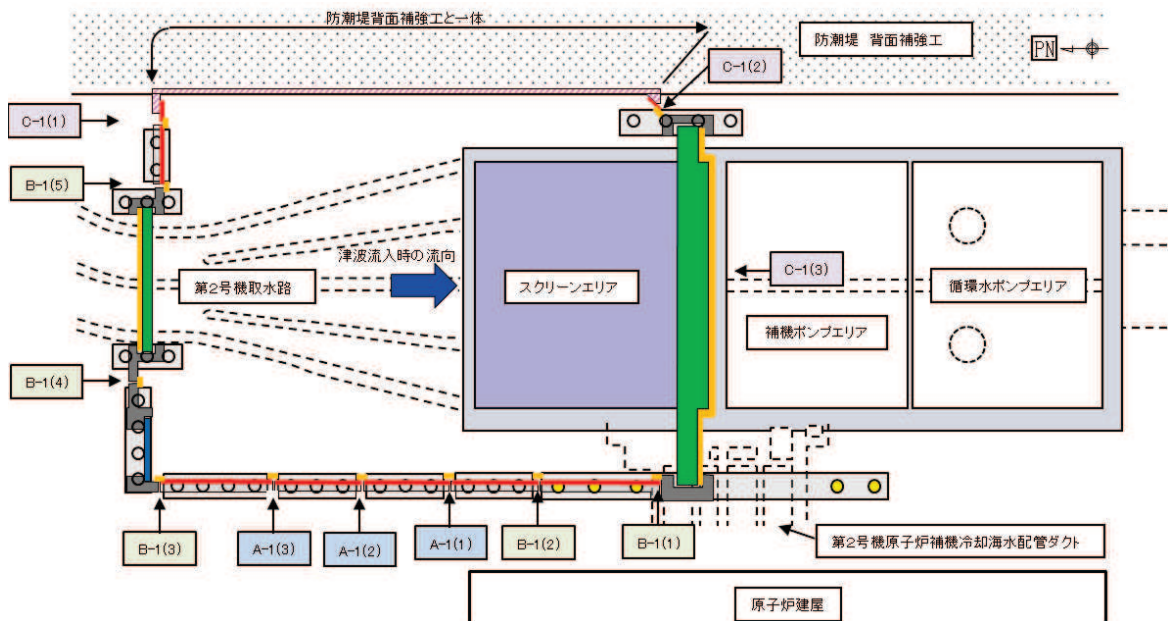 防潮堤背面補強工と一体
防潮堤 背面補強工
PN
C-1(2)
C-1(1)
B-1(5)
津波流入時の流向
第2号機取水路
スクリーンエリア
C-1(3)
循環水ポンプエリア
補機ポンプエリア
B-1(4)
B-1(3)
A-1(3)
A-1(2)
A-1(1)
B-1(2)
B-1(1)
第2号機原子炉補機冷却海水配管ダクト
原子炉建屋